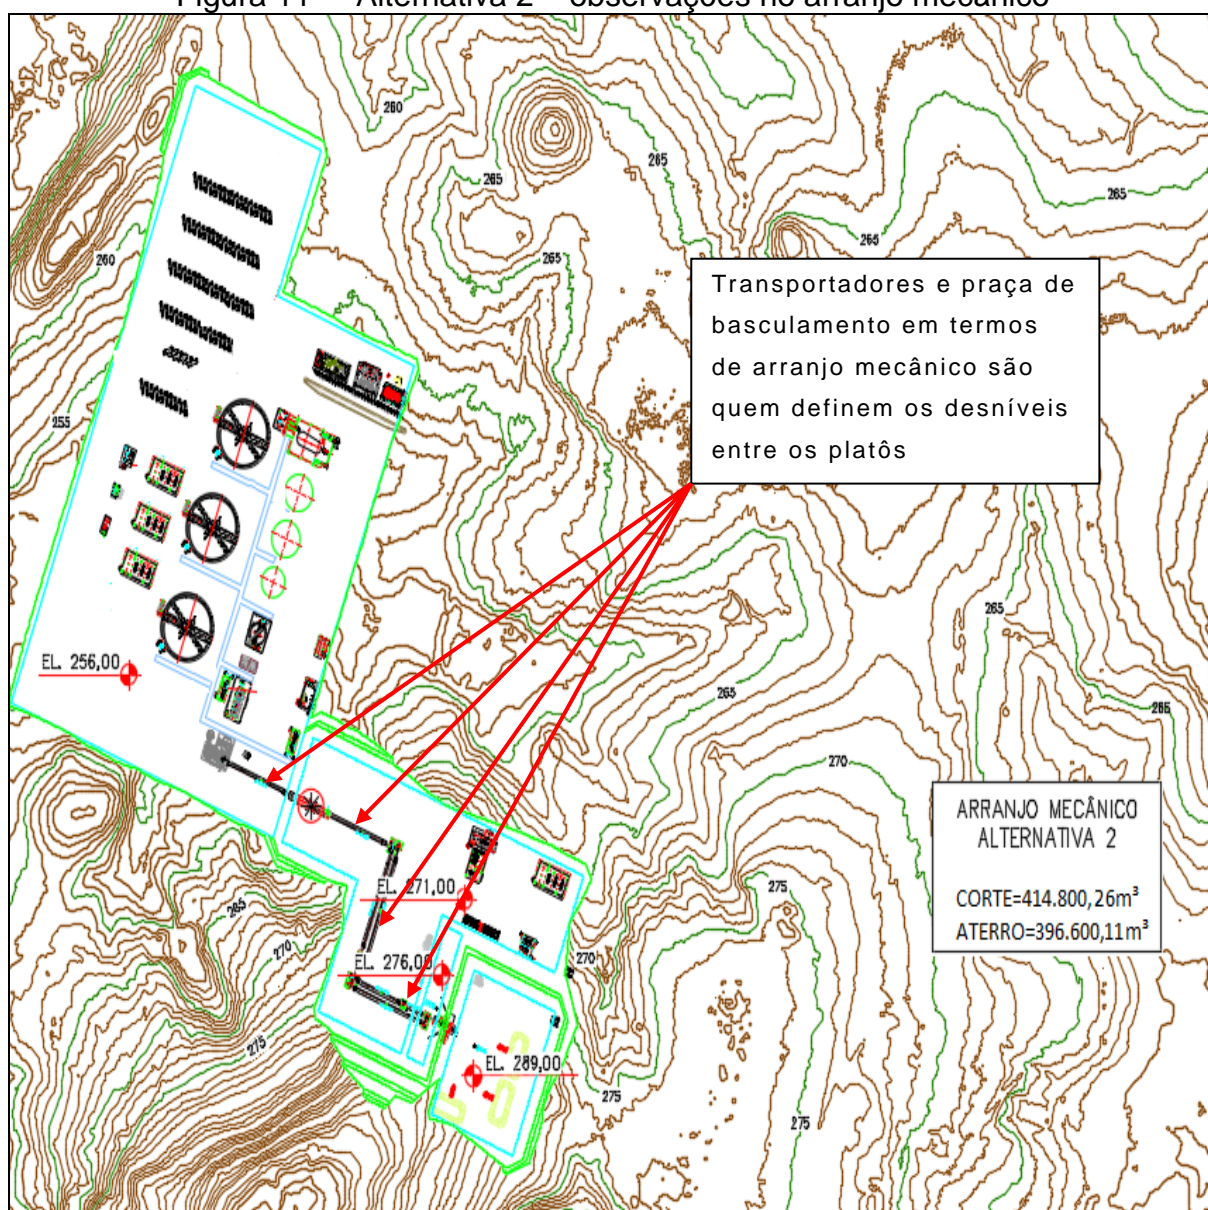 Alternativa 2 – observações no arranjo mecânico
260
265
265
265
265
265
260
255
Transportadores e praça de
basculamento em termos
de arranjo mecânico são
quem definem os desníveis
entre os platôs
EL. 256,00
265
265
265
270
ARRANJO MECÂNICO
ALTERNATIVA 2
CORTE=414.800,26m³
ATERRO=396.600,11m³
EL. 271,00
275
265
270
EL. 276,00
270
275
EL. 289,00
275
275